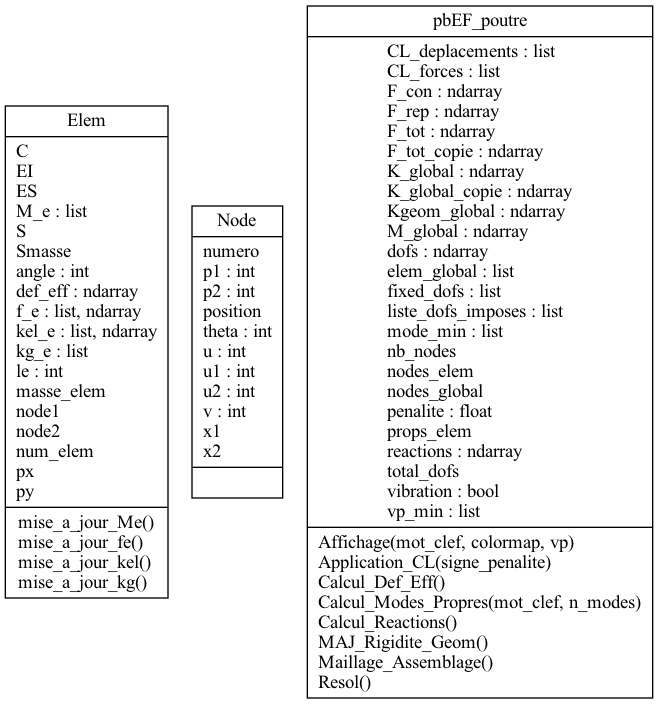 Elem
C
EI
ES
M_e : list
S
Smasse
angle : int
def_eff : ndarray
f_e : list, ndarray
kel_e : list, ndarray
kg_e : list
le : int
masse_elem
node1
node2
num_elem
px
py
mise_a_jour_Me()
mise_a_jour_fe()
mise_a_jour_kel()
mise_a_jour_kg()
Node
numero
p1 : int
p2 : int
position
theta : int
u : int
u1 : int
u2 : int
v : int
x1
x2
pbEF_poutre
CL_deplacements : list
CL_forces : list
F_con : ndarray
F_rep : ndarray
F_tot : ndarray
F_tot_copie : ndarray
K_global : ndarray
K_global_copie : ndarray
Kgeom_global : ndarray
M_global : ndarray
dofs : ndarray
elem_global : list
fixed_dofs : list
liste_dofs_imposes : list
mode_min : list
nb_nodes
nodes_elem
nodes_global
penalite : float
props_elem
reactions : ndarray
total_dofs
vibration : bool
vp_min : list
Affichage(mot_clef, colormap, vp)
Application_CL(signe_penalite)
Calcul_Def_Eff()
Calcul_Modes_Propres(mot_clef, n_modes)
Calcul_Reactions()
MAJ_Rigidite_Geom()
Maillage_Assemblage()
Resol()